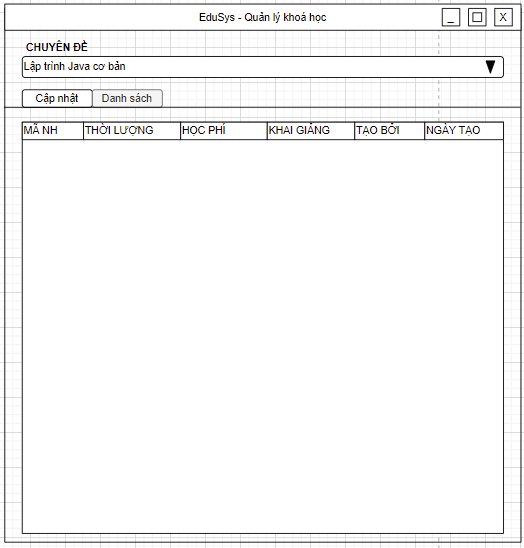 EduSys - Quản lý khoá học
_ X
CHUYÊN ĐỀ
Lập trình Java cơ bản
Cập nhật Danh sách
MÃ NH THỜI LƯỢNG HỌC PHÍ KHAI GIẢNG TẠO BỞI NGÀY TẠO